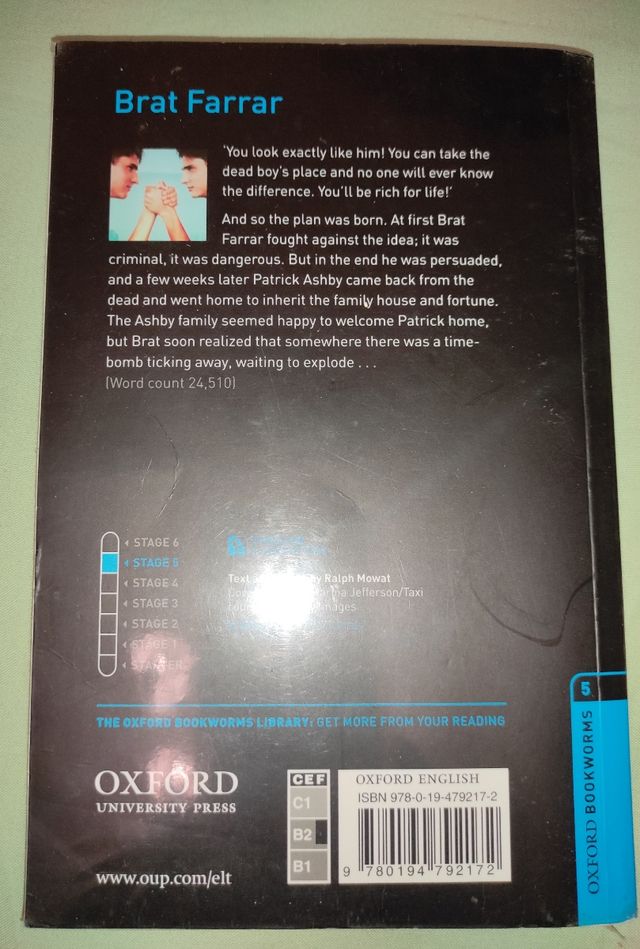 Brat Farrar
'You look exactly like him! You can take the
dead boy's place and no one will ever know
the difference. You'll be rich for life!'
And so the plan was born. At first Brat
Farrar fought against the idea; it was
criminal, it was dangerous. But in the end he was persuaded,
and a few weeks later Patrick Ashby came back from the
dead and went home to inherit the family house and fortune.
The Ashby family seemed happy to welcome Patrick home,
but Brat soon realized that somewhere there was a time-
bomb ticking away, waiting to explode . . .
(Word count 24,510)
STAGE 6
STAGE 5
STAGE 4
STAGE 3
STAGE 2
STAGE 1
STARTER
Text by Ralph Mowat
Jefferson/Taxi
THE OXFORD BOOKWORMS LIBRARY: GET MORE FROM YOUR READING
OXFORD
UNIVERSITY PRESS
www.oup.com/elt
CEF
C1
B2
B1
OXFORD ENGLISH
ISBN 978-0-19-479217-2
9 780194 792172
5
OXFORD BOOKWORMS